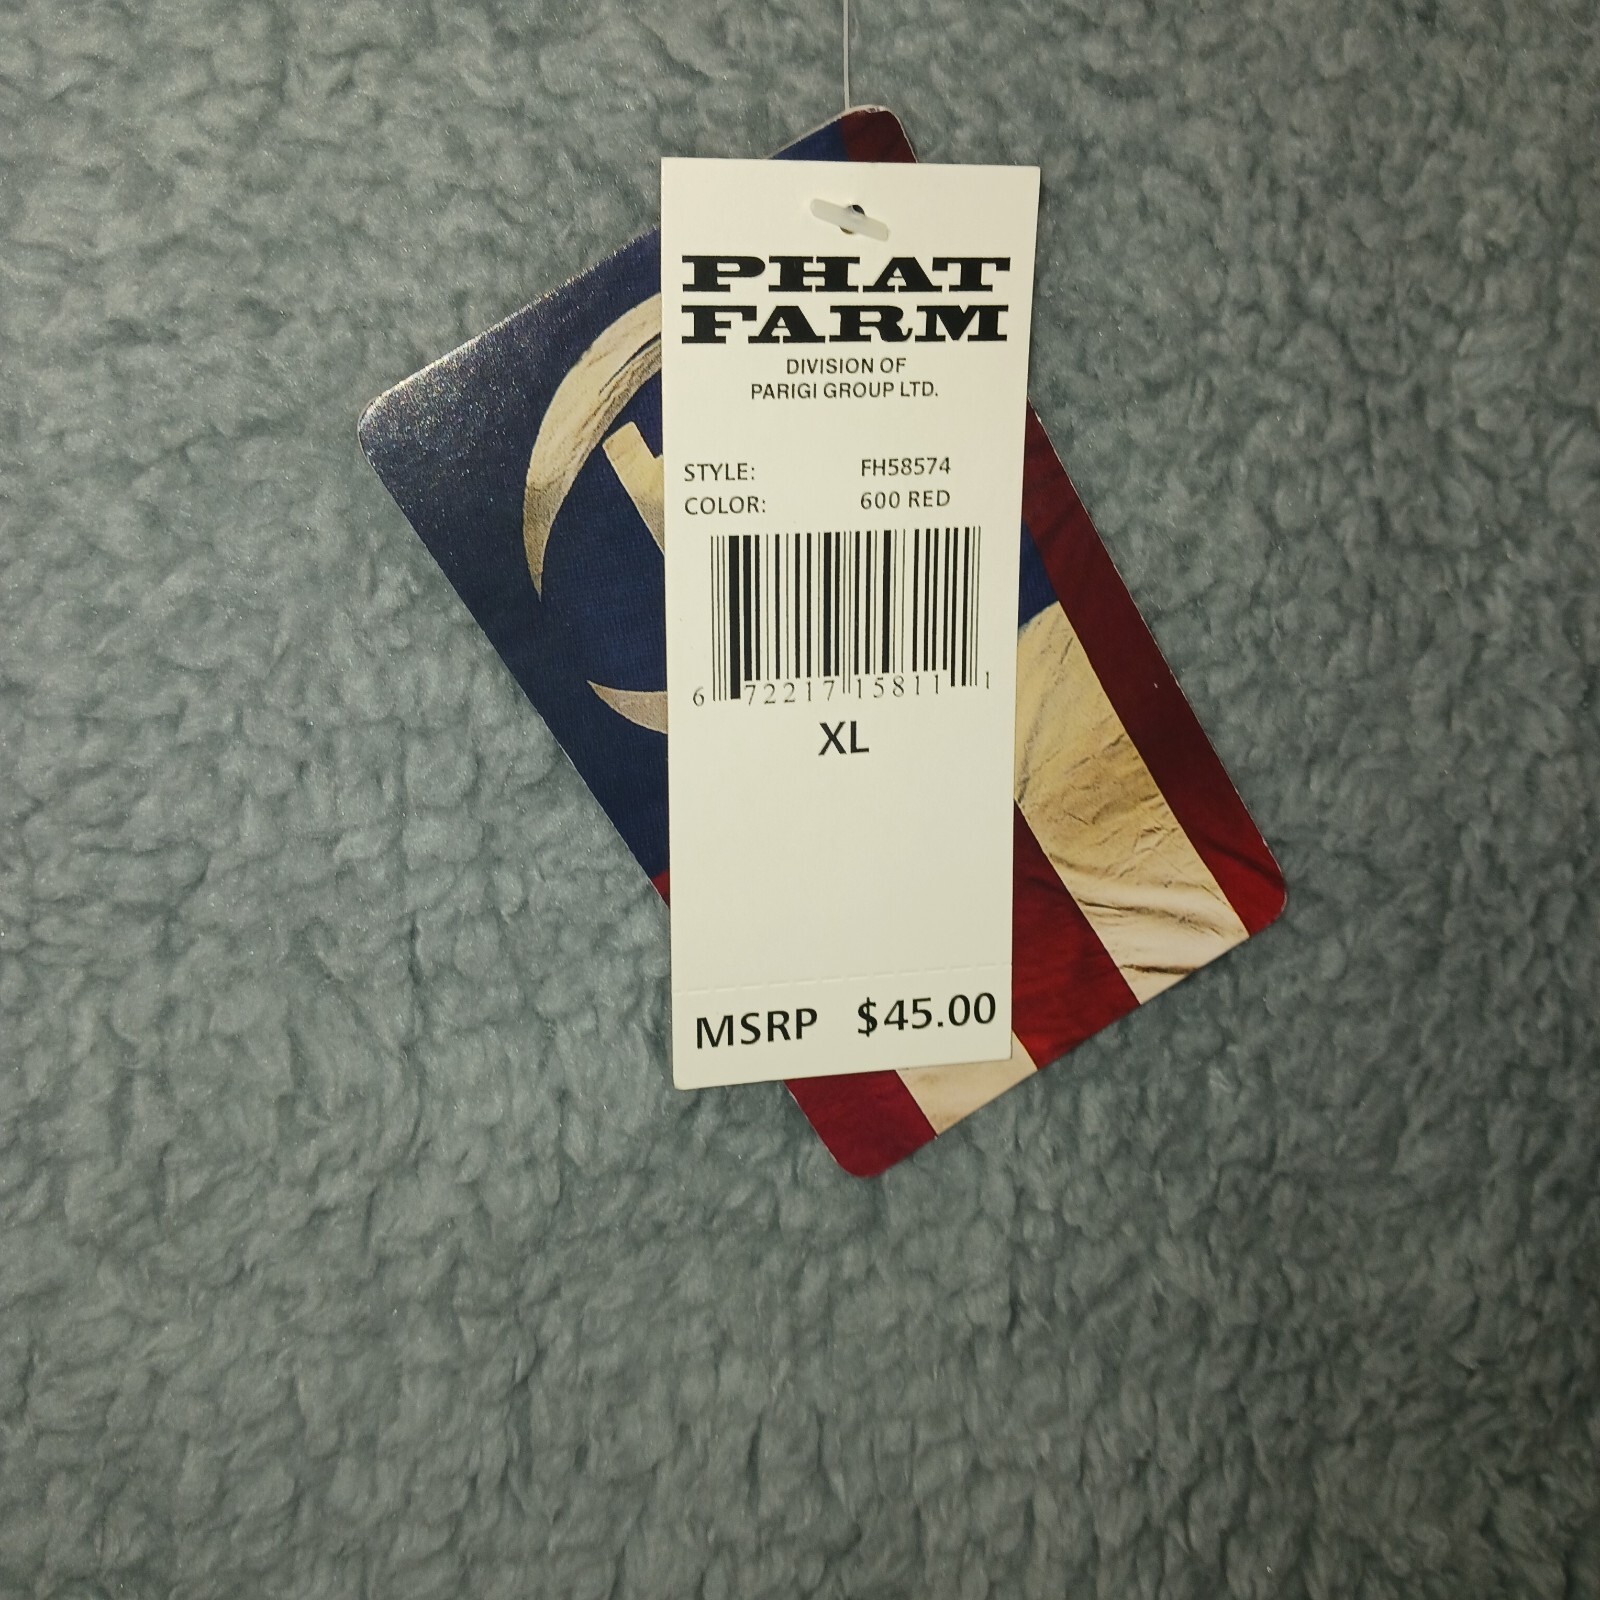 PHAT
FARM
DIVISION OF
PARIGI GROUP LTD.
STYLE: FH58574
COLOR: 600 RED
6 72217 15811 1
XL
MSRP $45.00